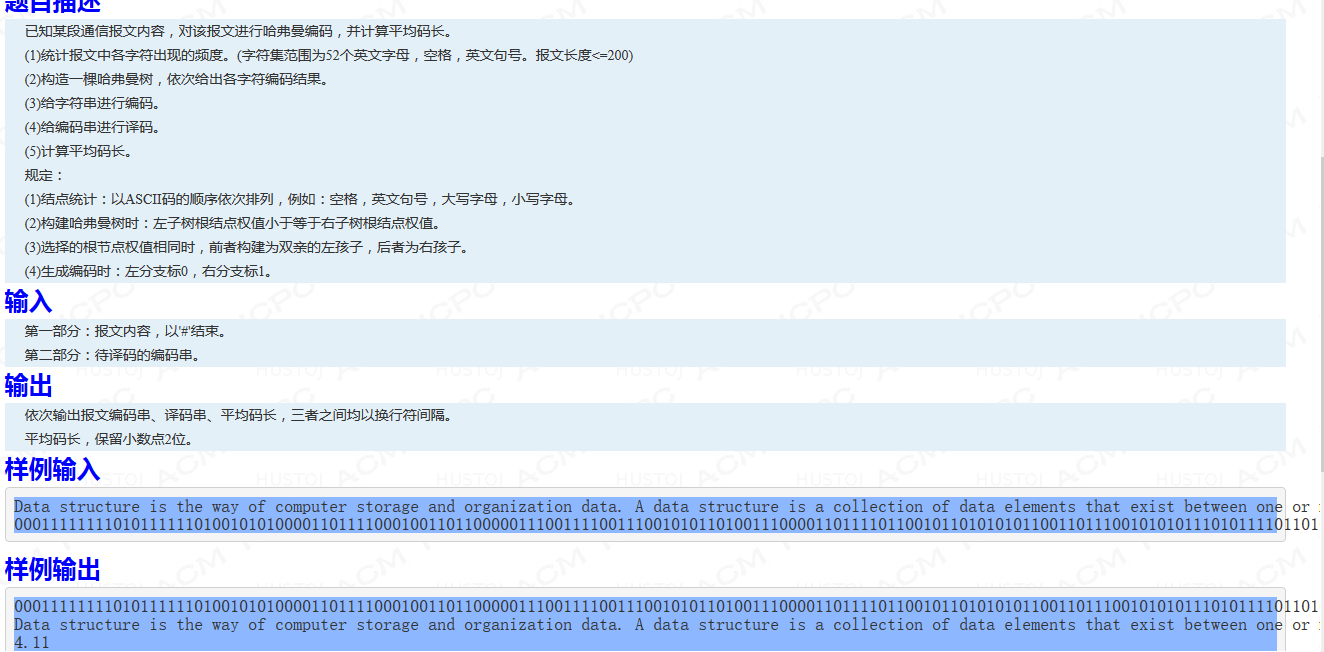 题目描述
已知某段通信报文内容，对该报文进行哈弗曼编码，并计算平均码长。
(1)统计报文中各字符出现的频度。(字符集范围为52个英文字母，空格，英文句号。报文长度<=200)
(2)构造一棵哈弗曼树，依次给出各字符编码结果。
(3)给字符串进行编码。
(4)给编码串进行译码。
(5)计算平均码长。
规定：
(1)结点统计：以ASCII码的顺序依次排列，例如：空格，英文句号，大写字母，小写字母。
(2)构建哈弗曼树时：左子树根结点权值小于等于右子树根结点权值。
(3)选择的根节点权值相同时，前者构建为双亲的左孩子，后者为右孩子。
(4)生成编码时：左分支标0，右分支标1。
输入
第一部分：报文内容，以'#'结束。
第二部分：待译码的编码串。
输出
依次输出报文编码串、译码串、平均码长，三者之间均以换行符间隔。
平均码长，保留小数点2位。
样例输入
Data structure is the way of computer storage and organization data. A data structure is a collection of data elements that exist between one or
样例输出
Data structure is the way of computer storage and organization data. A data structure is a collection of data elements that exist between one or
4.11